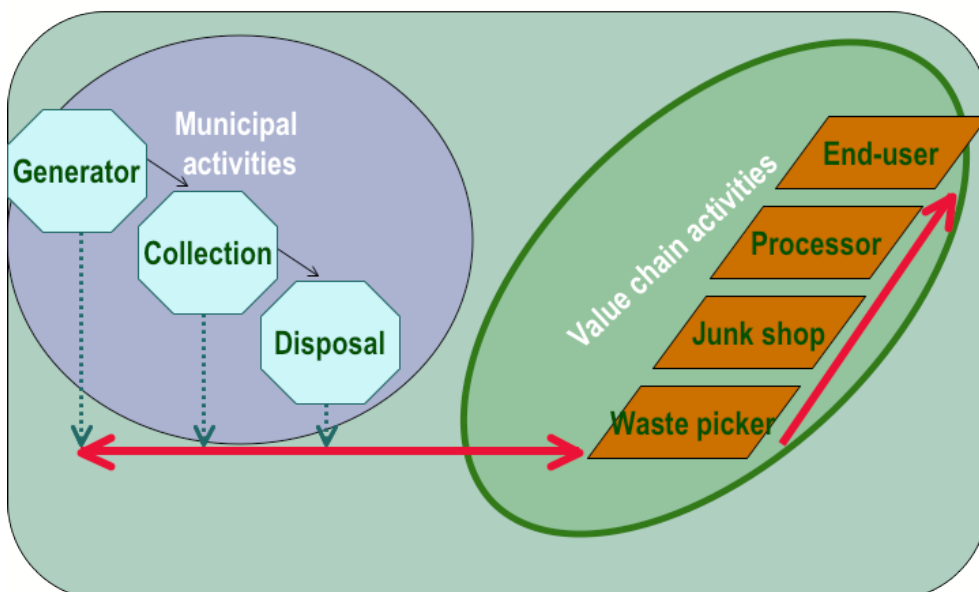 Municipal
activities
Generator
Collection
Disposal
Value chain activities
End-user
Processor
Junk shop
Waste picker